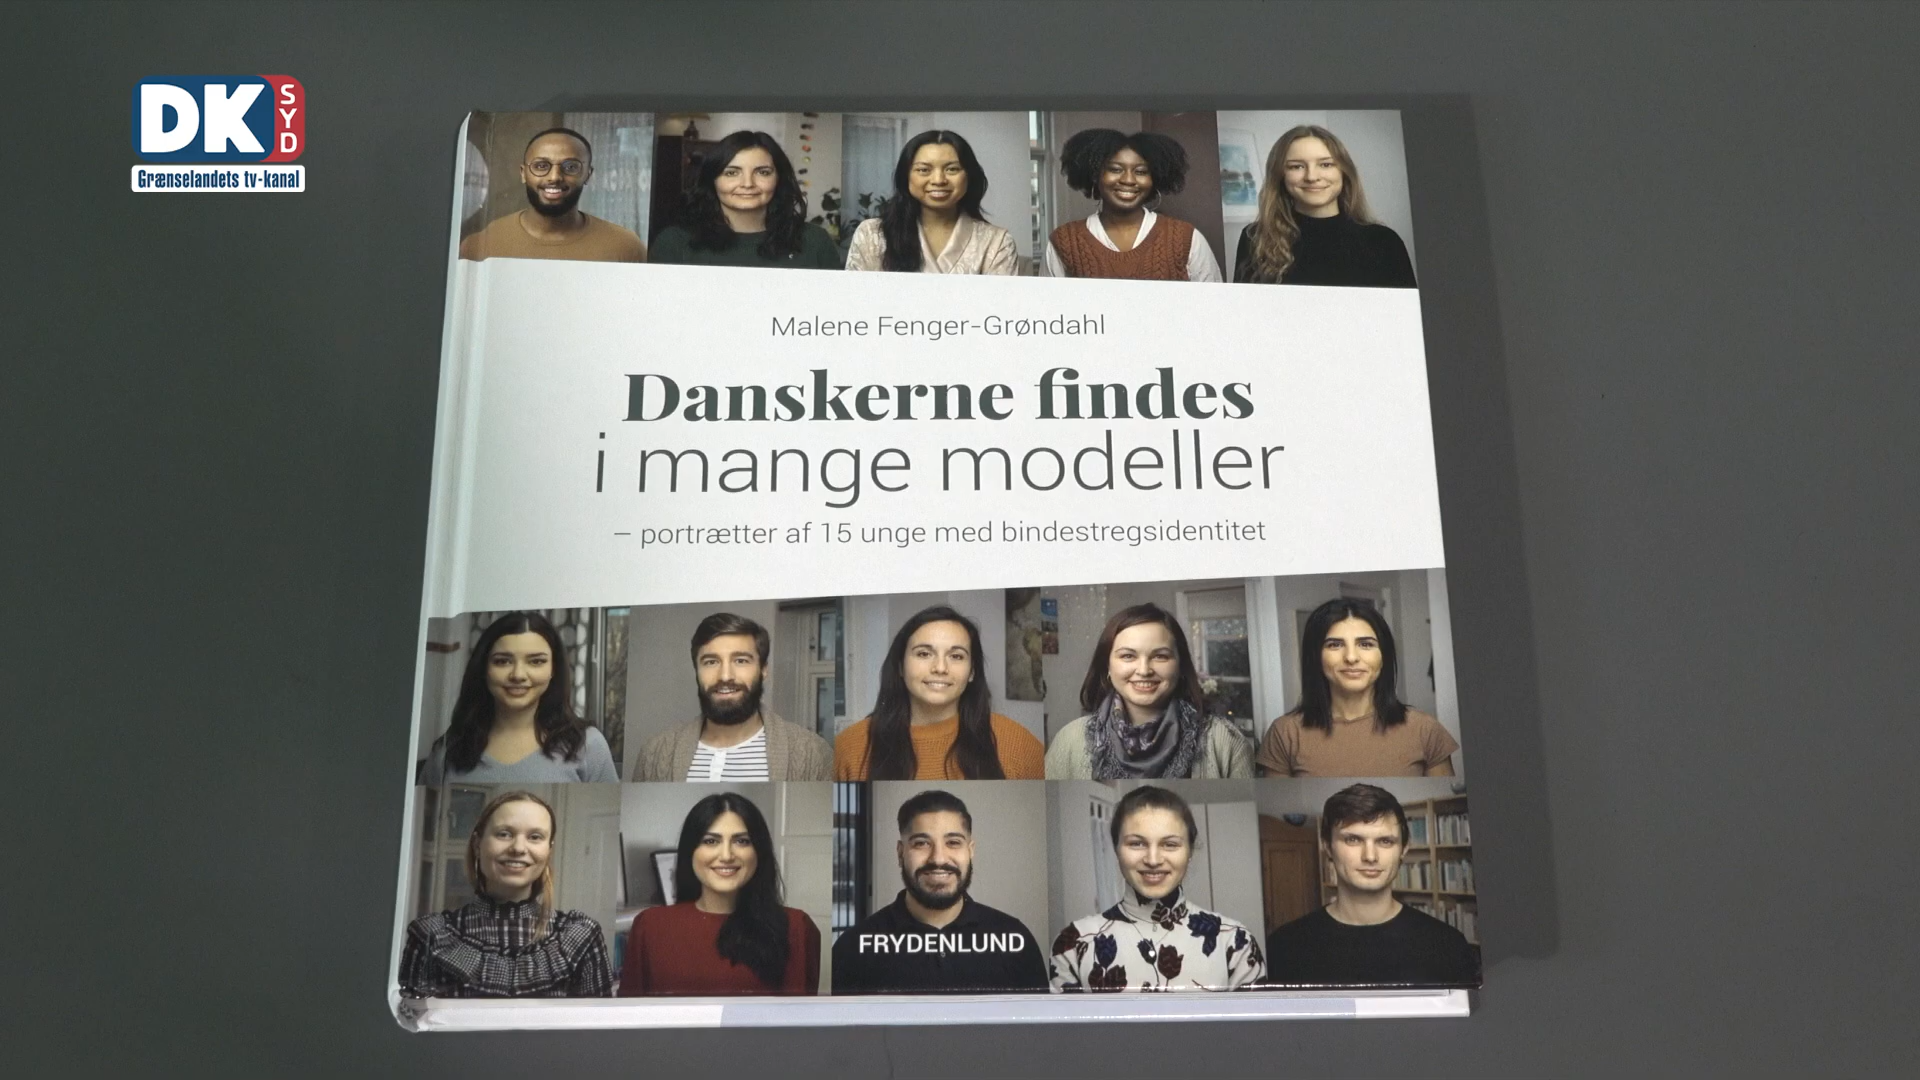 DK
SYD
Grænselandets tv-kanal
Malene Fenger-Grøndahl
Danskerne findes
i mange modeller
– portrætter af 15 unge med bindestregsidentitet
FRYDENLUND